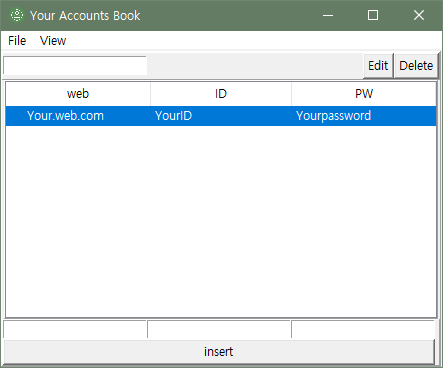 Your Accounts Book
File View
Edit Delete
web ID PW
Your.web.com YourID Yourpassword
insert